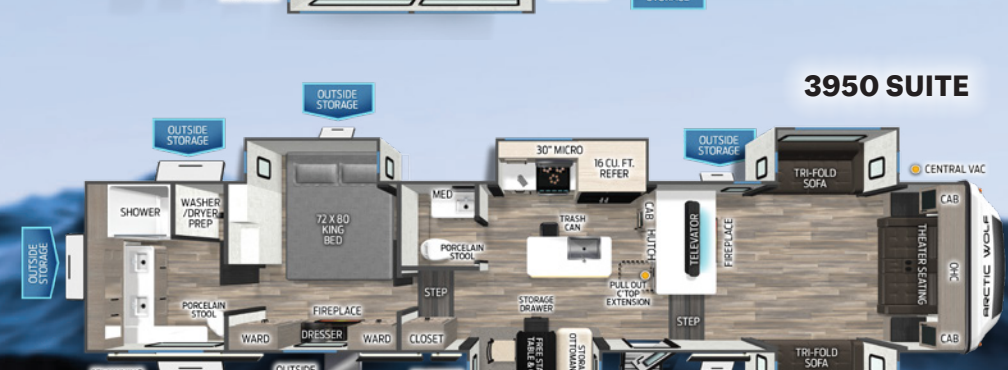 STORAGE
3950 SUITE
OUTSIDE
STORAGE
OUTSIDE
STORAGE
OUTSIDE
STORAGE
OUTSIDE
STORAGE
30" MICRO
16 CU. FT.
REFER
TRI-FOLD
SOFA
CENTRAL VAC
SHOWER
WASHER
/DRYER
PREP
72 X 80
KING
BED
MED
PORCELAIN
STOOL
TRASH
CAN
CAB
HUTCH
TELEVATOR
FIREPLACE
CAB
THEATER SEATING
OHC
ARCTIC WOLF
PULL OUT
C'TOP
EXTENSION
STEP
PORCELAIN
STOOL
FIREPLACE
STORAGE
DRAWER
STEP
WARD
DRESSER
WARD
CLOSET
CAB
TRI-FOLD
SOFA
OUTSIDE